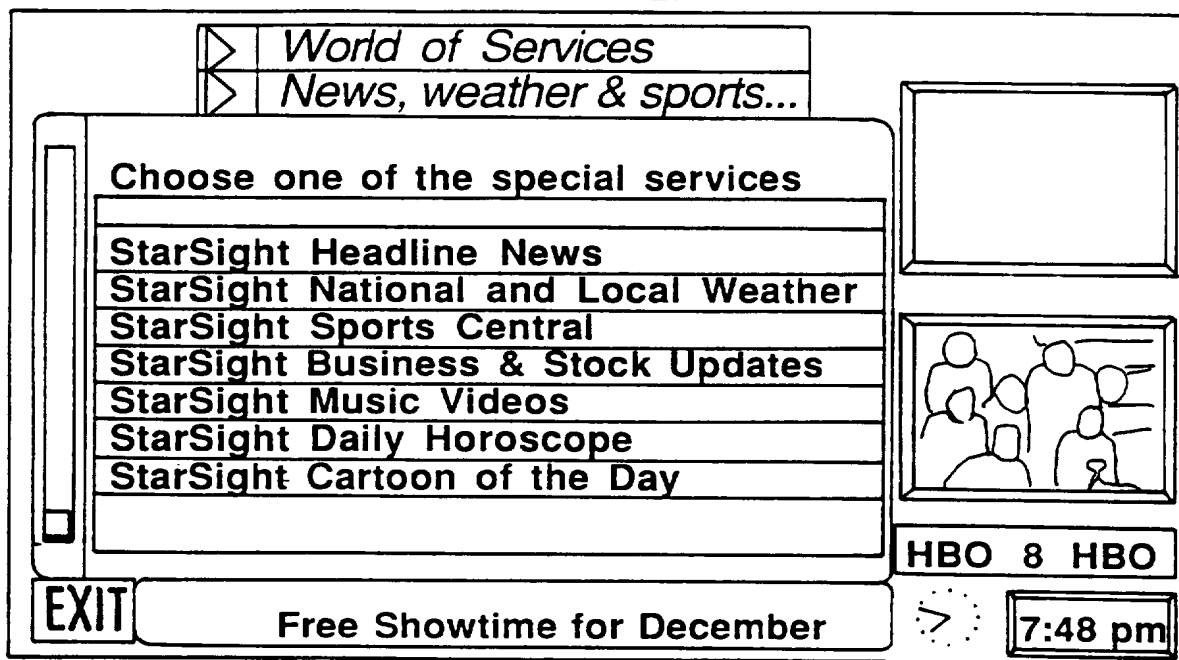 World of Services
News, weather & sports...
Choose one of the special services
StarSight Headline News
StarSight National and Local Weather
StarSight Sports Central
StarSight Business & Stock Updates
StarSight Music Videos
StarSight Daily Horoscope
StarSight Cartoon of the Day
HBO 8 HBO
EXIT
Free Showtime for December
7:48 pm